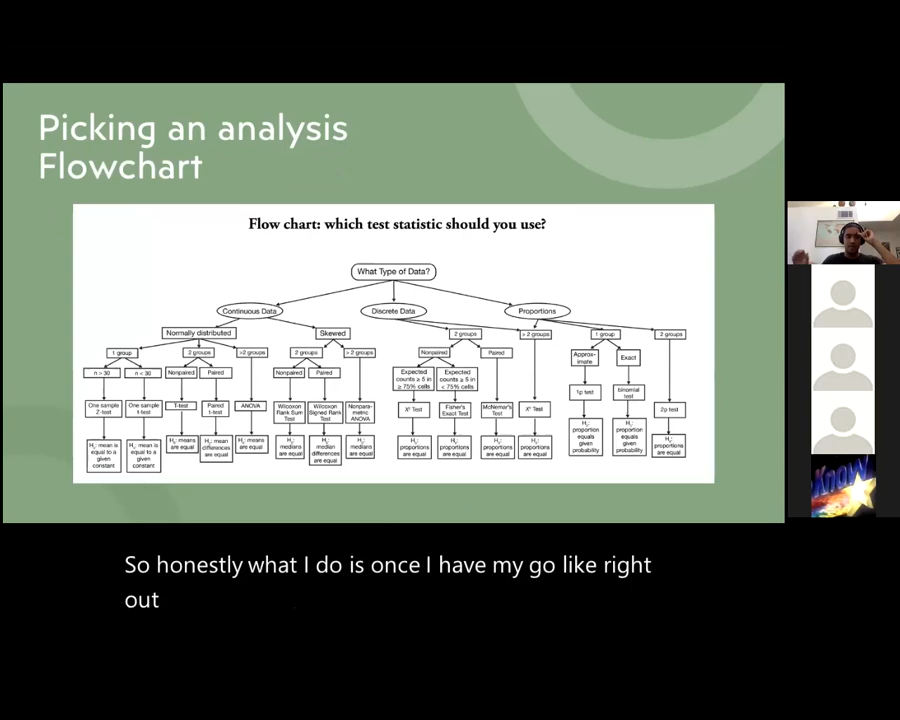 Picking an analysis
Flowchart
Flow chart: which test statistic should you use?
What Type of Data?
Continuous Data
Discrete Data
Proportions
Normally distributed
Skewed
2 groups
> 2 groups
1 group
2 groups
1 group
2 groups
>2 groups
2 groups
> 2 groups
Nonpaired
Paired
Approx-
imate
Exact
n > 30
n < 30
Nonpaired
Paired
Nonpaired
Paired
Expected
counts ≥ 5 in
≥ 75% cells
Expected
counts ≥ 5 in
< 75% cells
1p test
binomial
test
One sample
Z-test
One sample
t-test
T-test
Paired
t-test
ANOVA
Wilcoxon
Rank Sum
Test
Wilcoxon
Signed Rank
Test
Nonpara-
metric
ANOVA
X² Test
Fisher's
Exact Test
McNemar's
Test
X² Test
2p test
H₀: mean is
equal to a
given
constant
H₀: mean is
equal to a
given
constant
H₀: means
are equal
H₀: mean
differences
are equal
H₀: means
are equal
H₀:
medians
are equal
H₀:
median
differences
are equal
H₀:
medians
are equal
H₀:
proportions
are equal
H₀:
proportions
are equal
H₀:
proportions
are equal
H₀:
proportions
are equal
H₀:
proportion
equals
given
probability
H₀:
proportion
equals
given
probability
H₀:
proportions
are equal
Know
So honestly what I do is once I have my go like right
out